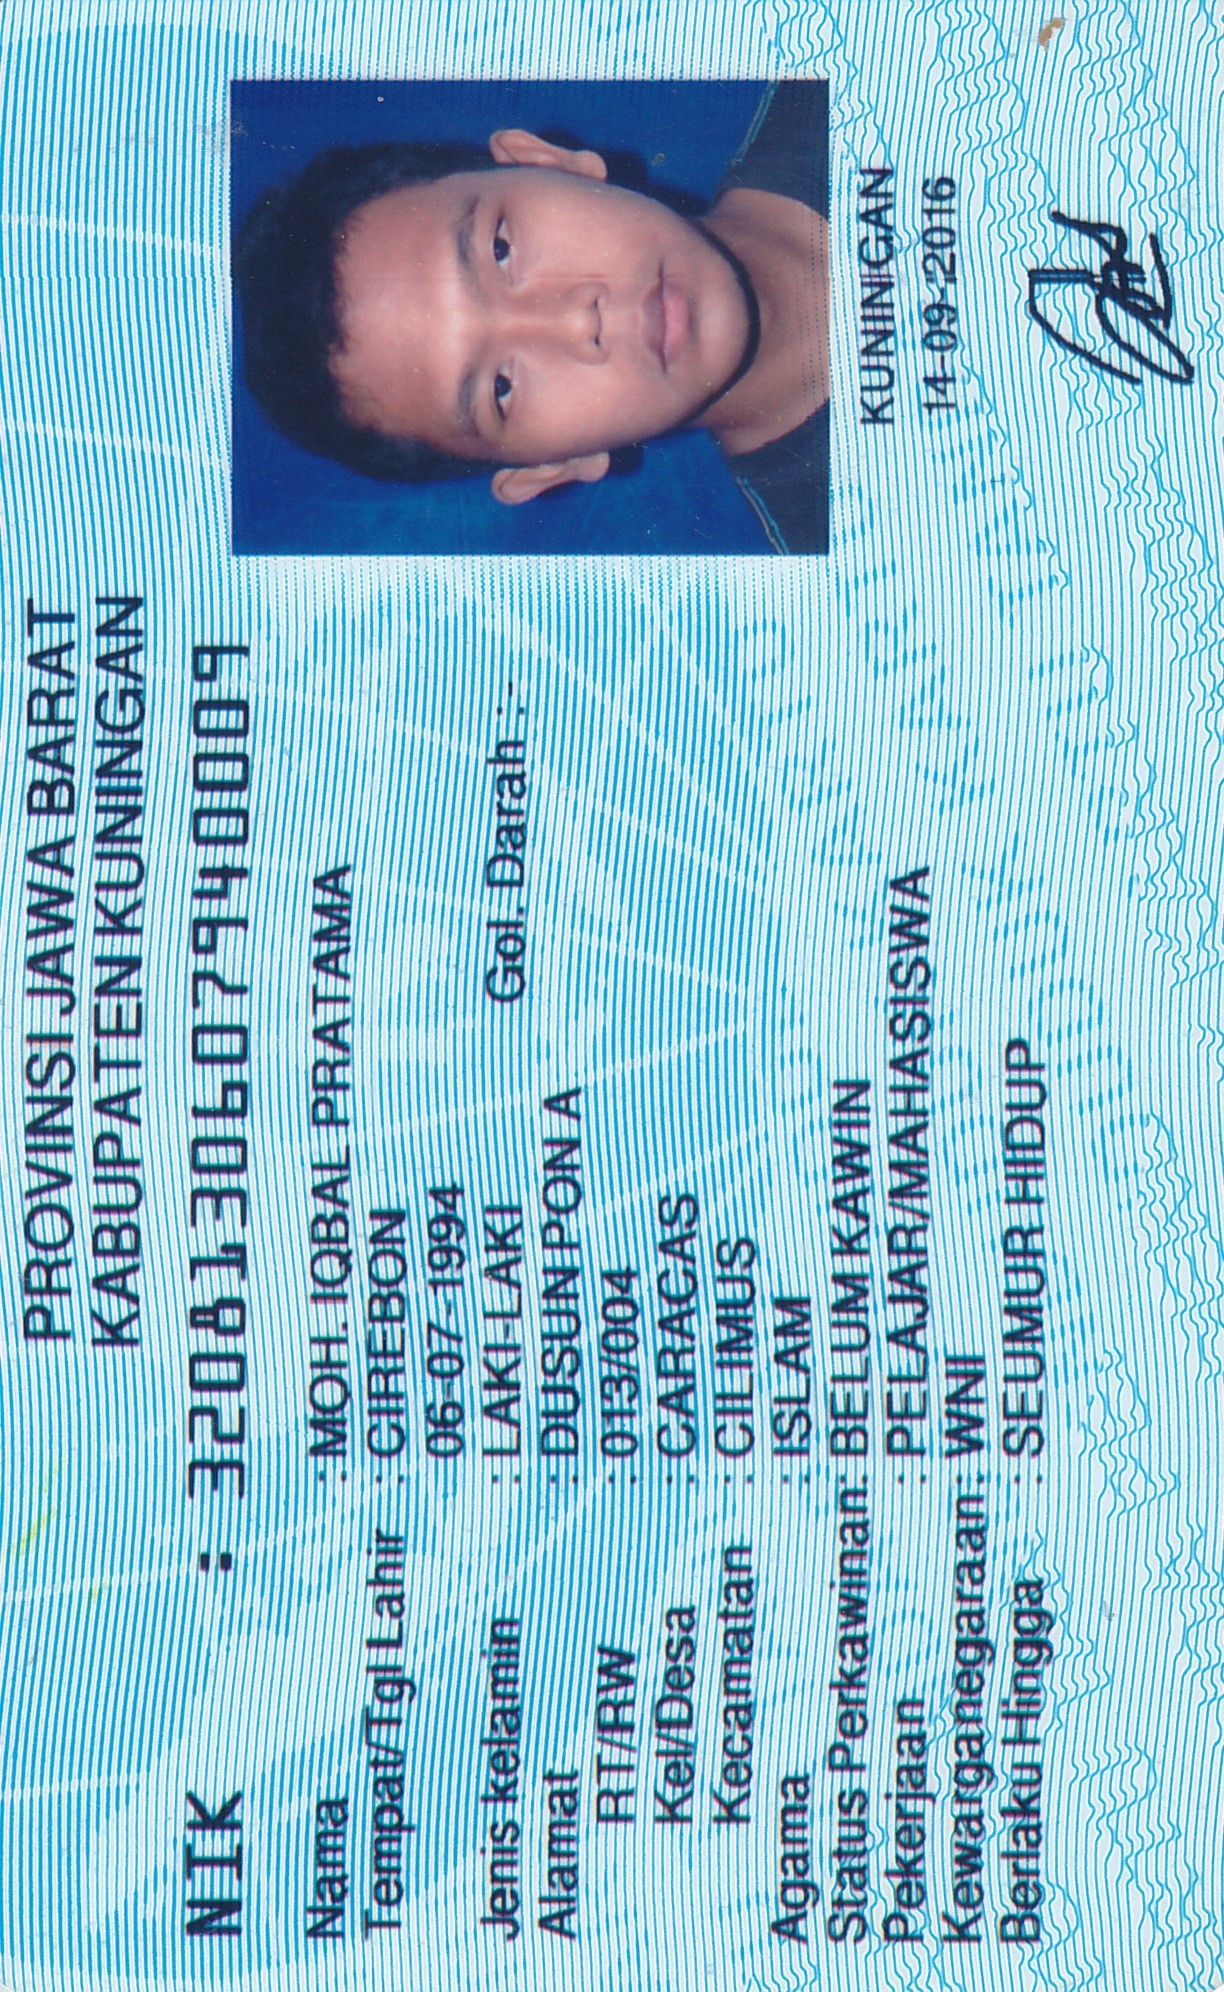 PROVINSI JAWA BARAT
KABUPATEN KUNINGAN
NIK : 3208130607940009
Nama : MOH. IQBAL PRATAMA
Tempat/Tgl Lahir : CIREBON
06-07-1994
Jenis kelamin : LAKI-LAKI Gol. Darah : -
Alamat : DUSUN PON A
RT/RW : 013/004
Kel/Desa : CARACAS
Kecamatan : CILIMUS
Agama : ISLAM
Status Perkawinan: BELUM KAWIN
Pekerjaan : PELAJAR/MAHASISWA
Kewarganegaraan: WNI
Berlaku Hingga : SEUMUR HIDUP
KUNINGAN
14-09-2016